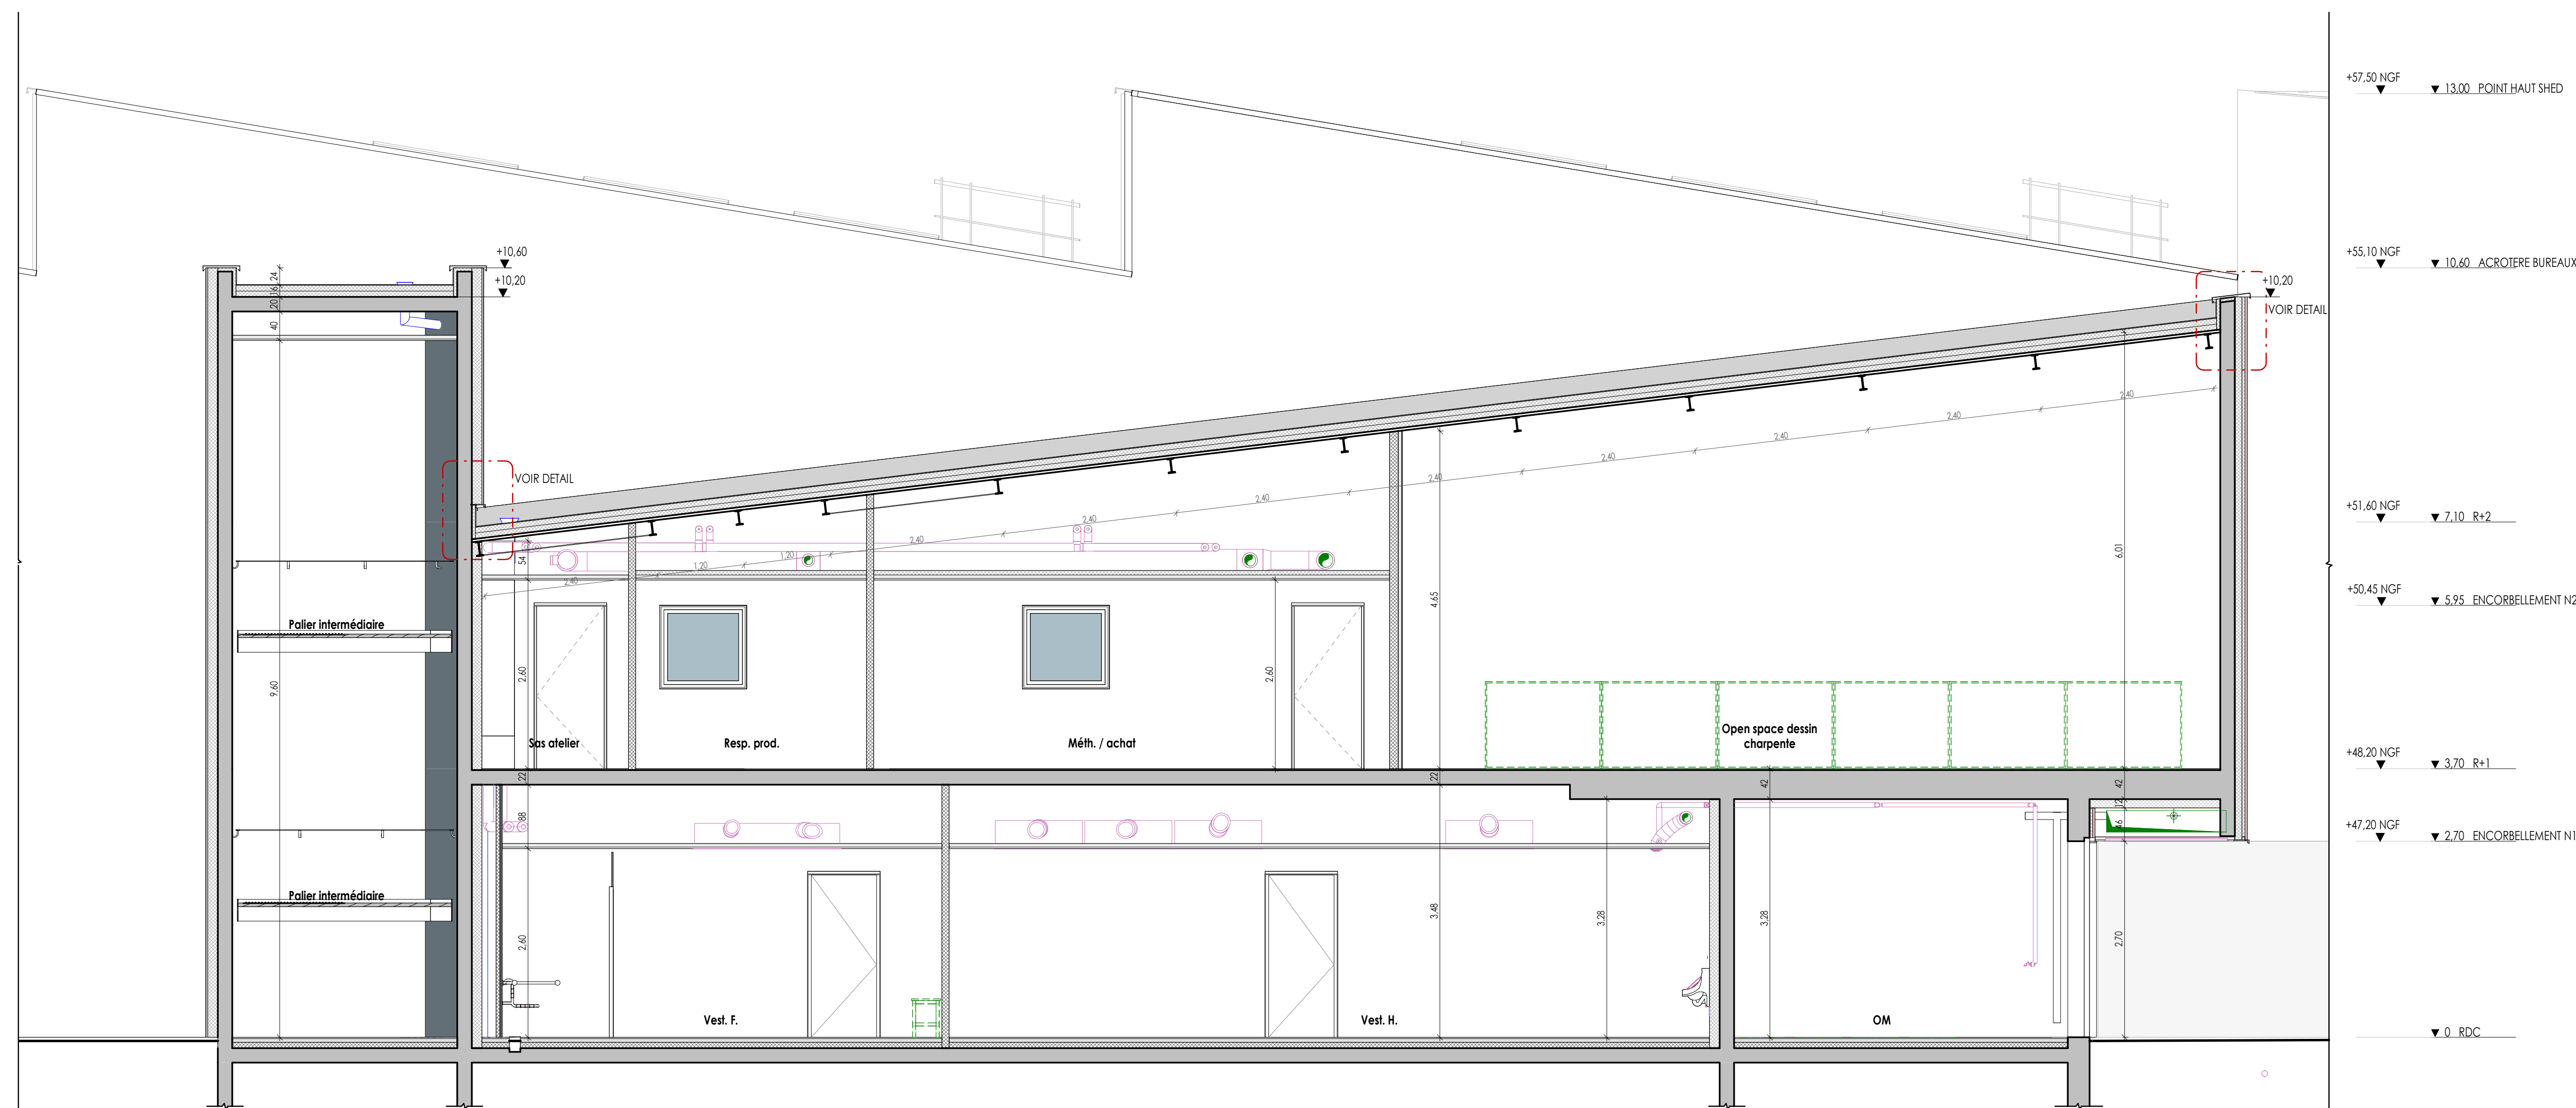 +57,50 NGF
13,00 POINT HAUT SHED
+10,60
+10,20
+55,10 NGF
10,60 ACROTERE BUREAUX
+10,20
VOIR DETAIL
24
16
20
40
VOIR DETAIL
2,40
2,40
2,40
2,40
2,40
2,40
2,40
2,40
1,20
1,20
2,40
54
+51,60 NGF
7,10 R+2
6,01
4,65
+50,45 NGF
5,95 ENCORBELLEMENT N2
Palier intermédiaire
9,60
2,60
2,60
Sas atelier
Resp. prod.
Méth. / achat
Open space dessin
charpente
+48,20 NGF
3,70 R+1
22
22
42
42
12
46
88
+47,20 NGF
2,70 ENCORBELLEMENT N1
Palier intermédiaire
2,60
3,48
3,28
3,28
2,70
Vest. F.
Vest. H.
OM
0 RDC